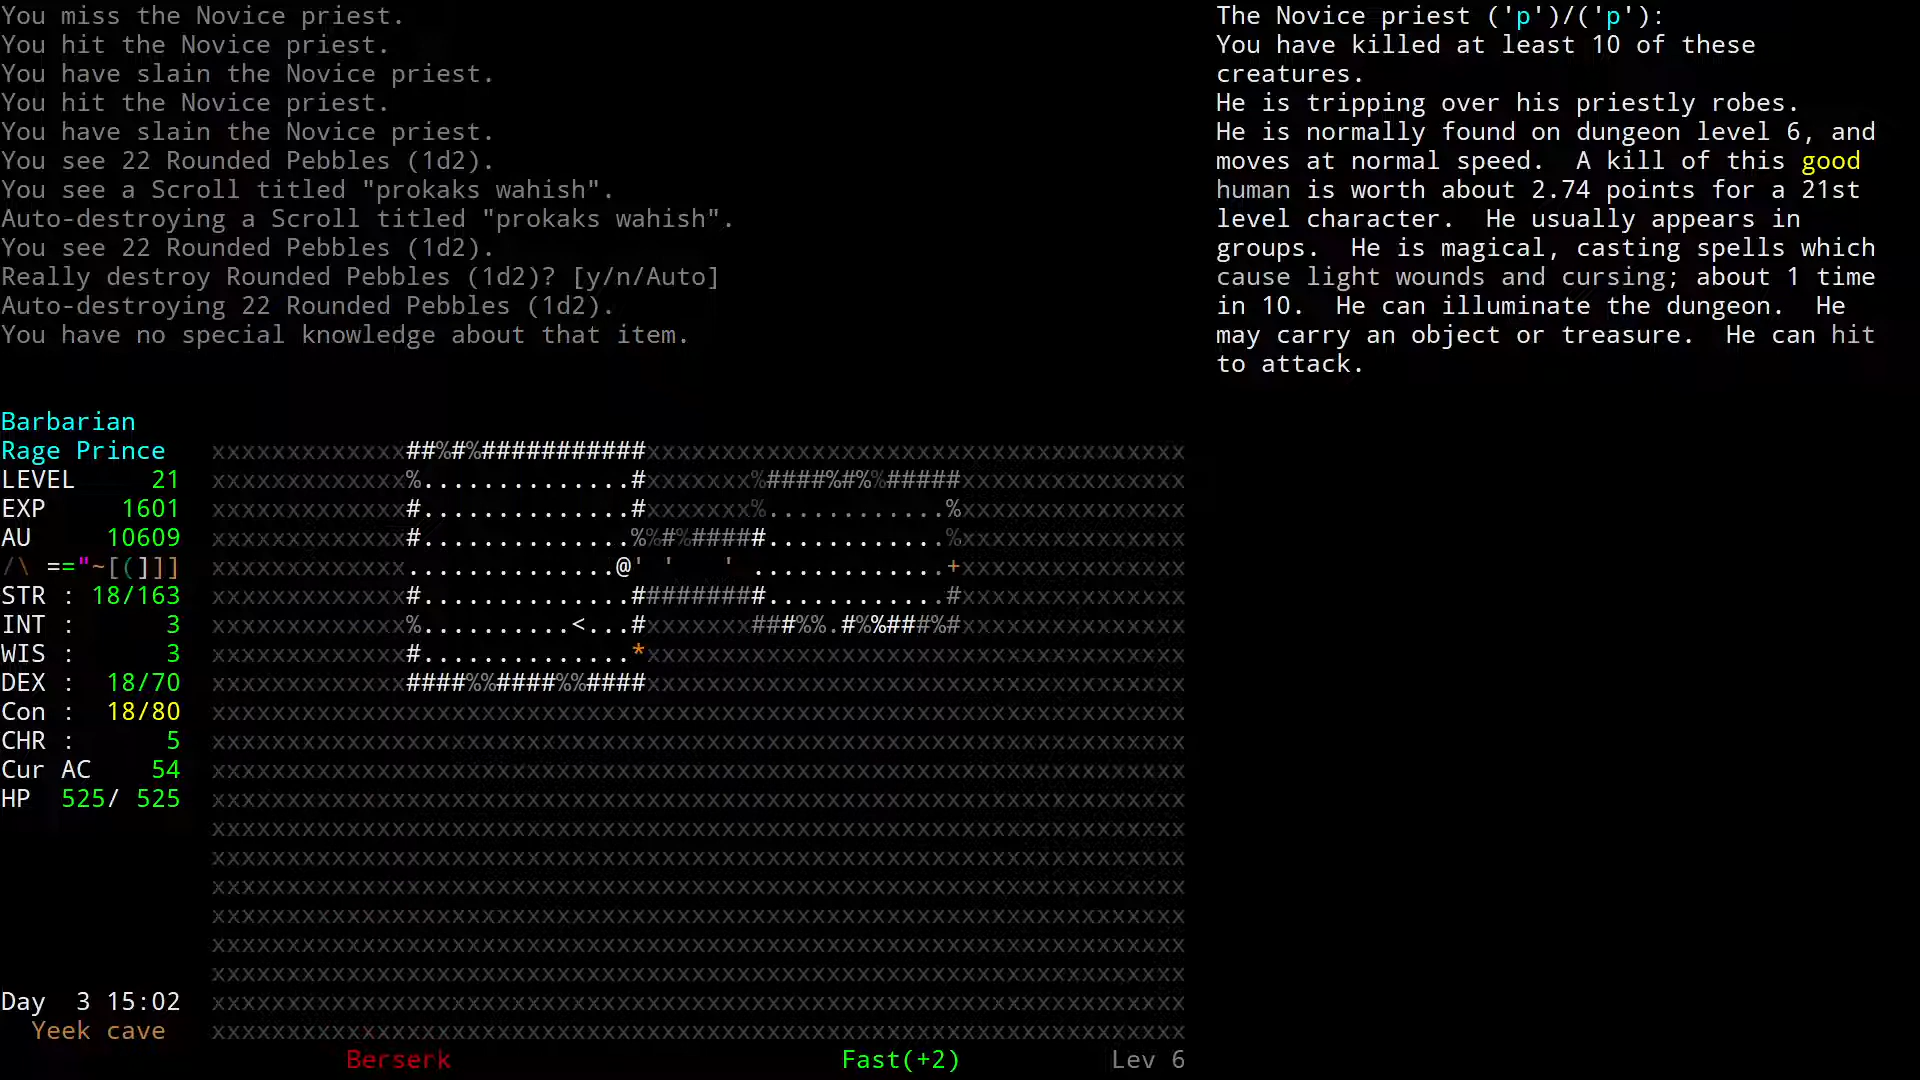 You miss the Novice priest.
You hit the Novice priest.
You have slain the Novice priest.
You hit the Novice priest.
You have slain the Novice priest.
You see 22 Rounded Pebbles (1d2).
You see a Scroll titled "prokaks wahish".
Auto-destroying a Scroll titled "prokaks wahish".
You see 22 Rounded Pebbles (1d2).
Really destroy Rounded Pebbles (1d2)? [y/n/Auto]
Auto-destroying 22 Rounded Pebbles (1d2).
You have no special knowledge about that item.
The Novice priest ('p')/('p'):
You have killed at least 10 of these
creatures.
He is tripping over his priestly robes.
He is normally found on dungeon level 6, and
moves at normal speed.  A kill of this good
human is worth about 2.74 points for a 21st
level character.  He usually appears in
groups.  He is magical, casting spells which
cause light wounds and cursing; about 1 time
in 10.  He can illuminate the dungeon.  He
may carry an object or treasure.  He can hit
to attack.
Barbarian
Rage Prince
LEVEL 21
EXP 1601
AU 10609
/\ =="~[(]]]
STR : 18/163
INT : 3
WIS : 3
DEX : 18/70
Con : 18/80
CHR : 5
Cur AC 54
HP 525/ 525
Day 3 15:02
Yeek cave
Berserk Fast(+2) Lev 6